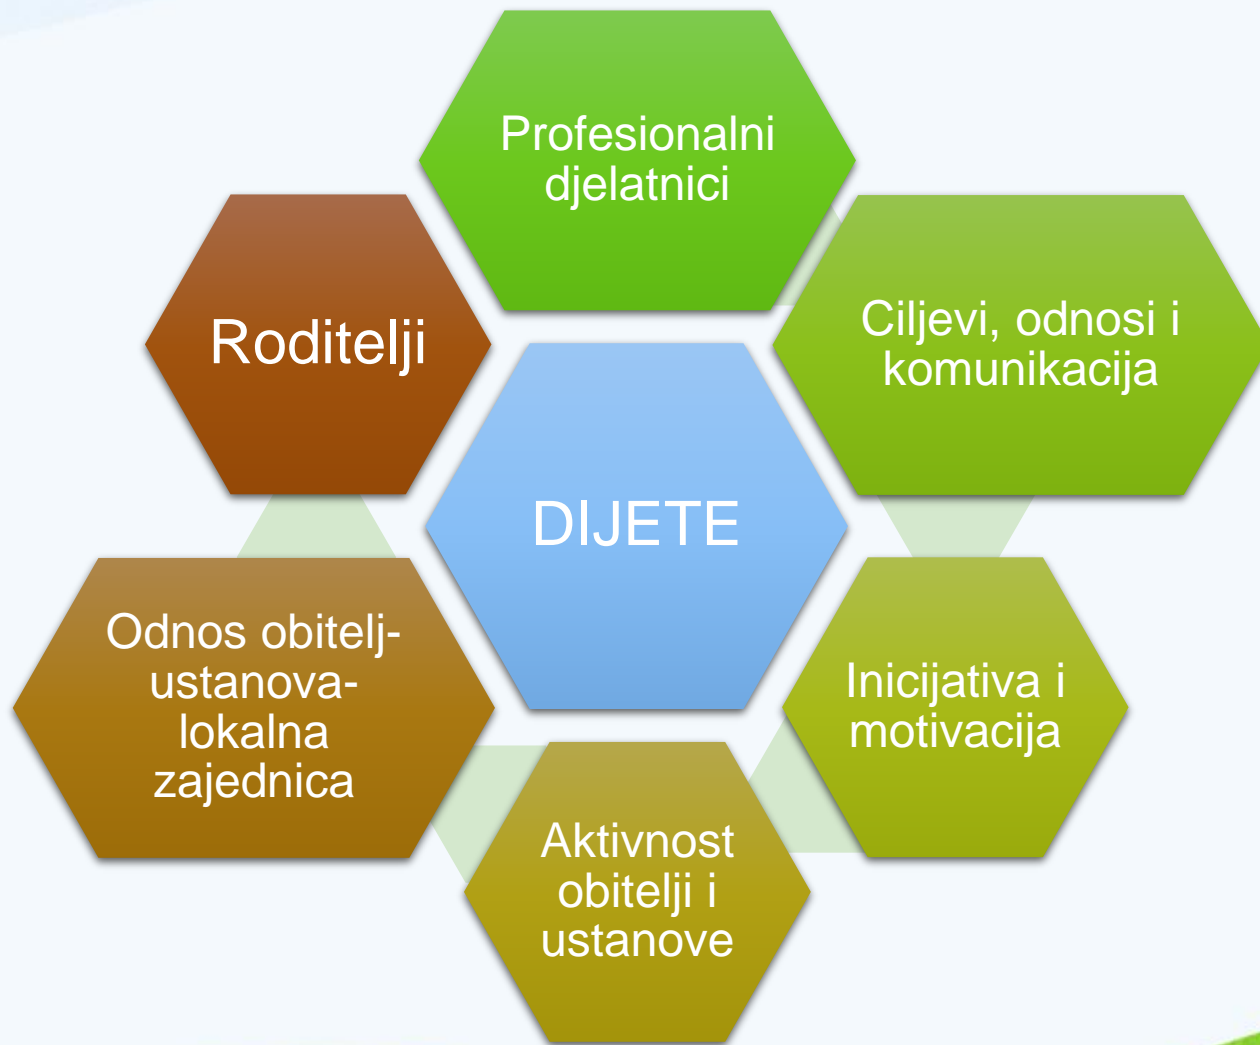 Profesionalni
djelatnici
Ciljevi, odnosi i
komunikacija
Inicijativa i
motivacija
Aktivnost
obitelji i
ustanove
Odnos obitelj-
ustanova-
lokalna
zajednica
Roditelji
DIJETE